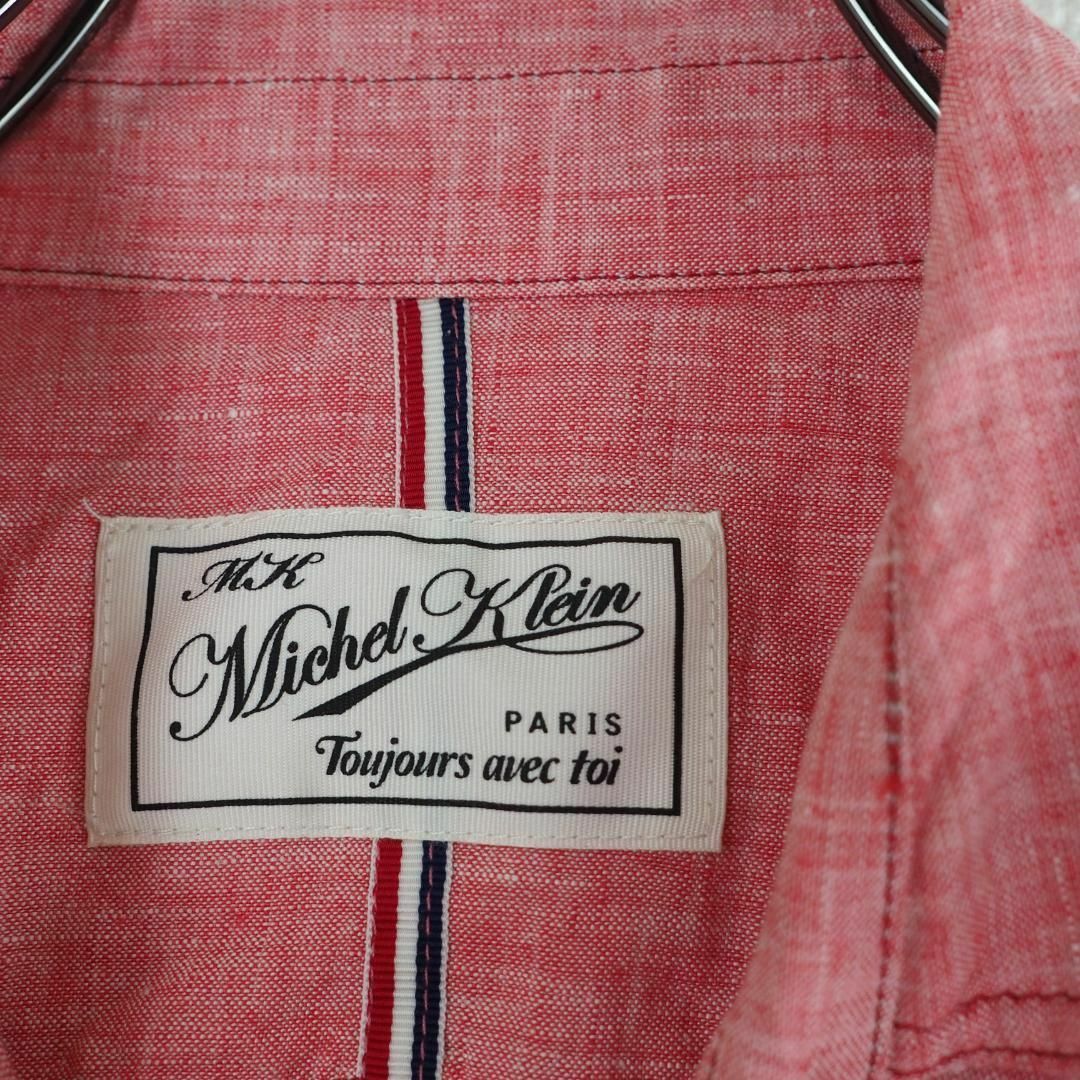 MK
Michel Klein
PARIS
Toujours avec toi